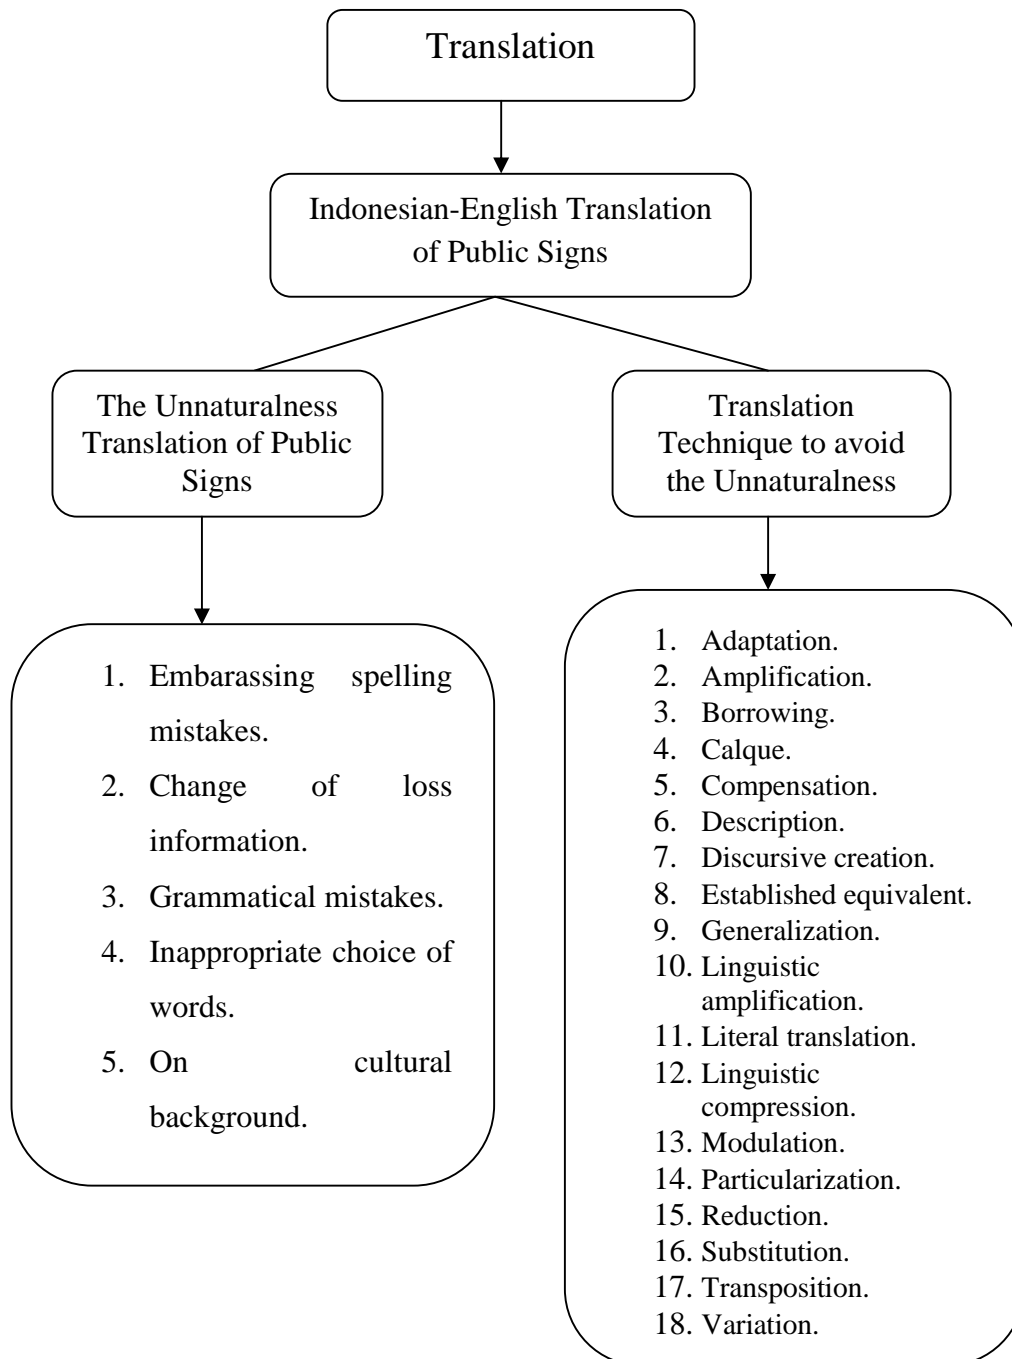 Translation
Indonesian-English Translation
of Public Signs
The Unnaturalness
Translation of Public
Signs
Translation
Technique to avoid
the Unnaturalness
1. Embarassing spelling
mistakes.
2. Change of loss
information.
3. Grammatical mistakes.
4. Inappropriate choice of
words.
5. On cultural
background.
1. Adaptation.
2. Amplification.
3. Borrowing.
4. Calque.
5. Compensation.
6. Description.
7. Discursive creation.
8. Established equivalent.
9. Generalization.
10. Linguistic
amplification.
11. Literal translation.
12. Linguistic
compression.
13. Modulation.
14. Particularization.
15. Reduction.
16. Substitution.
17. Transposition.
18. Variation.